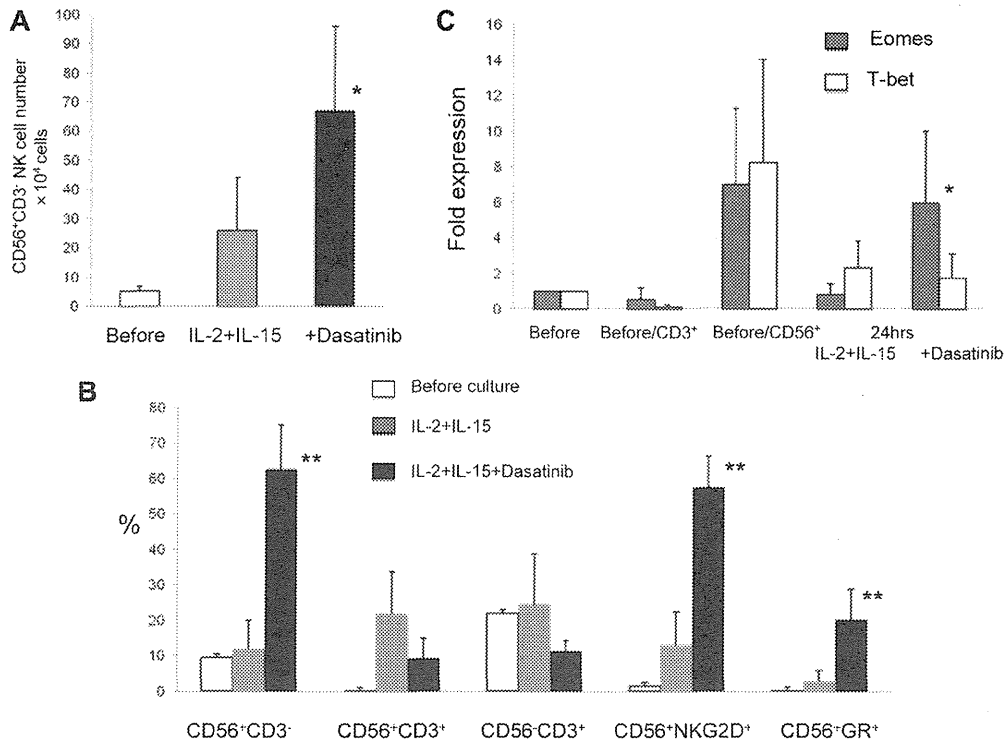 A
CD56⁺CD3⁻ NK cell number
× 10⁴ cells
100
90
80
70
60
50
40
30
20
10
0
*
Before
IL-2+IL-15
+Dasatinib
C
Fold expression
16
14
12
10
8
6
4
2
0
Eomes
T-bet
*
Before
Before/CD3⁺
Before/CD56⁺
24hrs
IL-2+IL-15
+Dasatinib
B
Before culture
IL-2+IL-15
IL-2+IL-15+Dasatinib
%
80
70
60
50
40
30
20
10
0
**
**
**
CD56⁺CD3⁻
CD56⁺CD3⁺
CD56⁻CD3⁺
CD56⁺NKG2D⁺
CD56⁺GR⁺